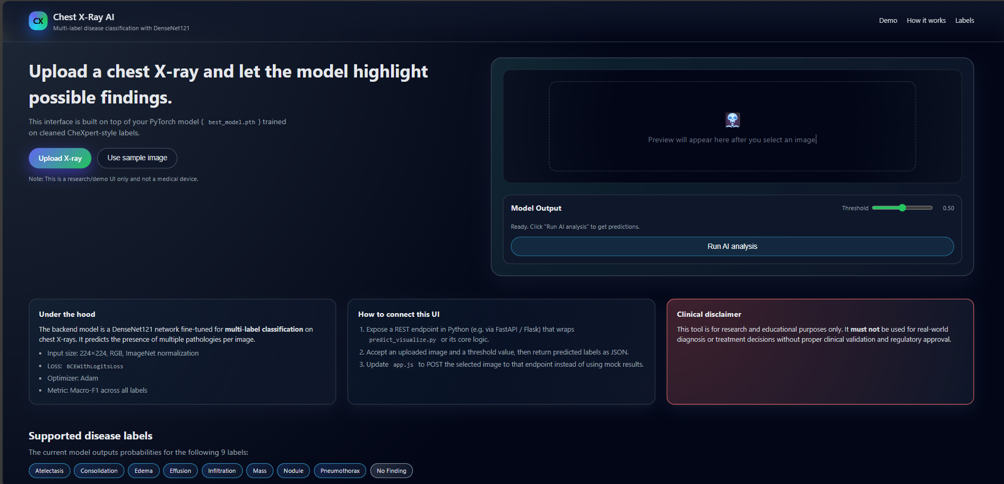 CX
Chest X-Ray AI
Multi-label disease classification with DenseNet121
Demo
How it works
Labels
Upload a chest X-ray and let the model highlight
possible findings.
This interface is built on top of your PyTorch model ( best_model.pth ) trained
on cleaned CheXpert-style labels.
Upload X-ray
Use sample image
Note: This is a research/demo UI only and not a medical device.
Preview will appear here after you select an image
Model Output
Threshold
0.50
Ready. Click "Run AI analysis" to get predictions.
Run AI analysis
Under the hood
The backend model is a DenseNet121 network fine-tuned for multi-label classification on
chest X-rays. It predicts the presence of multiple pathologies per image.
• Input size: 224×224, RGB, ImageNet normalization
• Loss: BCEWithLogitsLoss
• Optimizer: Adam
• Metric: Macro-F1 across all labels
How to connect this UI
1. Expose a REST endpoint in Python (e.g. via FastAPI / Flask) that wraps
predict_visualize.py or its core logic.
2. Accept an uploaded image and a threshold value, then return predicted labels as JSON.
3. Update app.js to POST the selected image to that endpoint instead of using mock results.
Clinical disclaimer
This tool is for research and educational purposes only. It must not be used for real-world
diagnosis or treatment decisions without proper clinical validation and regulatory approval.
Supported disease labels
The current model outputs probabilities for the following 9 labels:
Atelectasis
Consolidation
Edema
Effusion
Infiltration
Mass
Nodule
Pneumothorax
No Finding